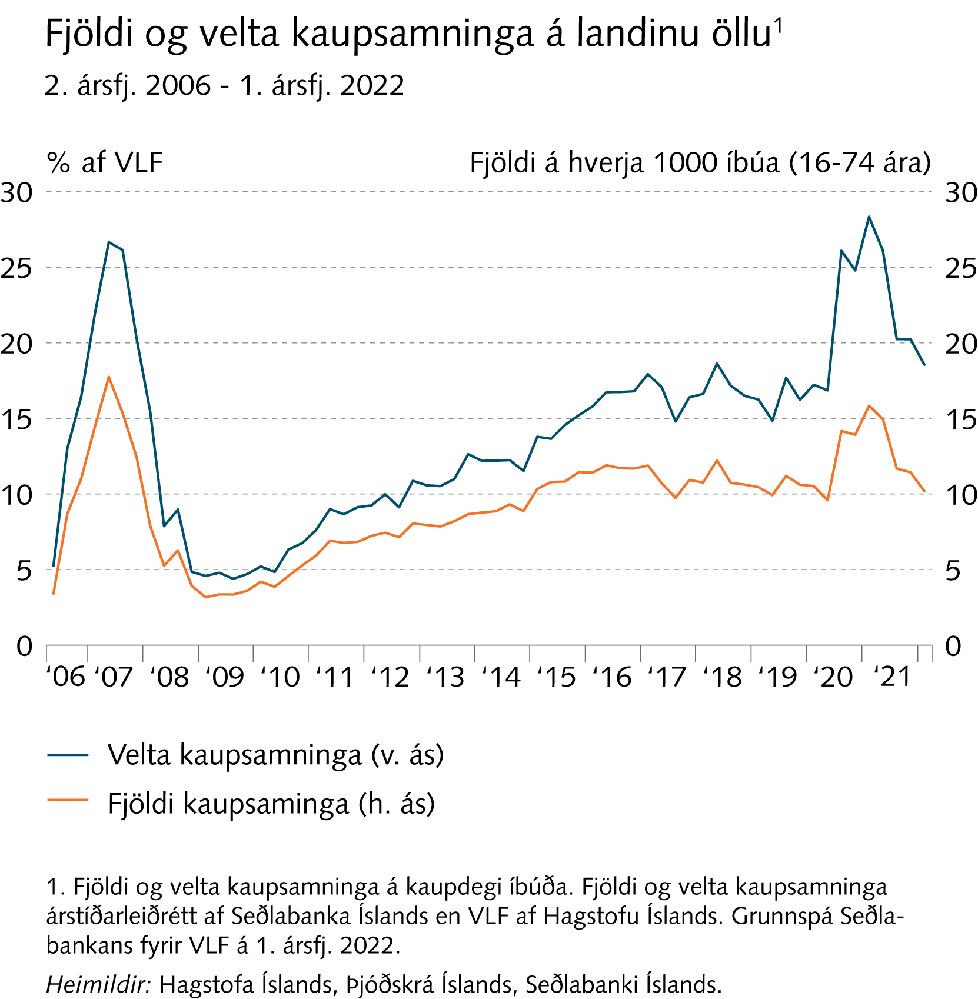 Fjöldi og velta kaupsamninga á landinu öllu¹
2. ársfj. 2006 - 1. ársfj. 2022
% af VLF
Fjöldi á hverja 1000 íbúa (16-74 ára)
30 30
25 25
20 20
15 15
10 10
5 5
0 0
‘06 ‘07 ‘08 ‘09 ‘10 ‘11 ‘12 ‘13 ‘14 ‘15 ‘16 ‘17 ‘18 ‘19 ‘20 ‘21
Velta kaupsamninga (v. ás)
Fjöldi kaupsaminga (h. ás)
1. Fjöldi og velta kaupsamninga á kaupdegi íbúða. Fjöldi og velta kaupsamninga
árstíðarleiðrétt af Seðlabanka Íslands en VLF af Hagstofu Íslands. Grunnspá Seðla-
bankans fyrir VLF á 1. ársfj. 2022.
Heimildir: Hagstofa Íslands, Þjóðskrá Íslands, Seðlabanki Íslands.